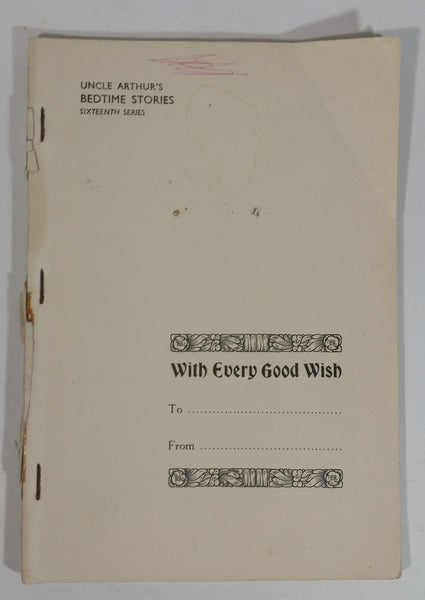 UNCLE ARTHUR'S
BEDTIME STORIES
SIXTEENTH SERIES
With Every Good Wish
To ........................................
From ....................................